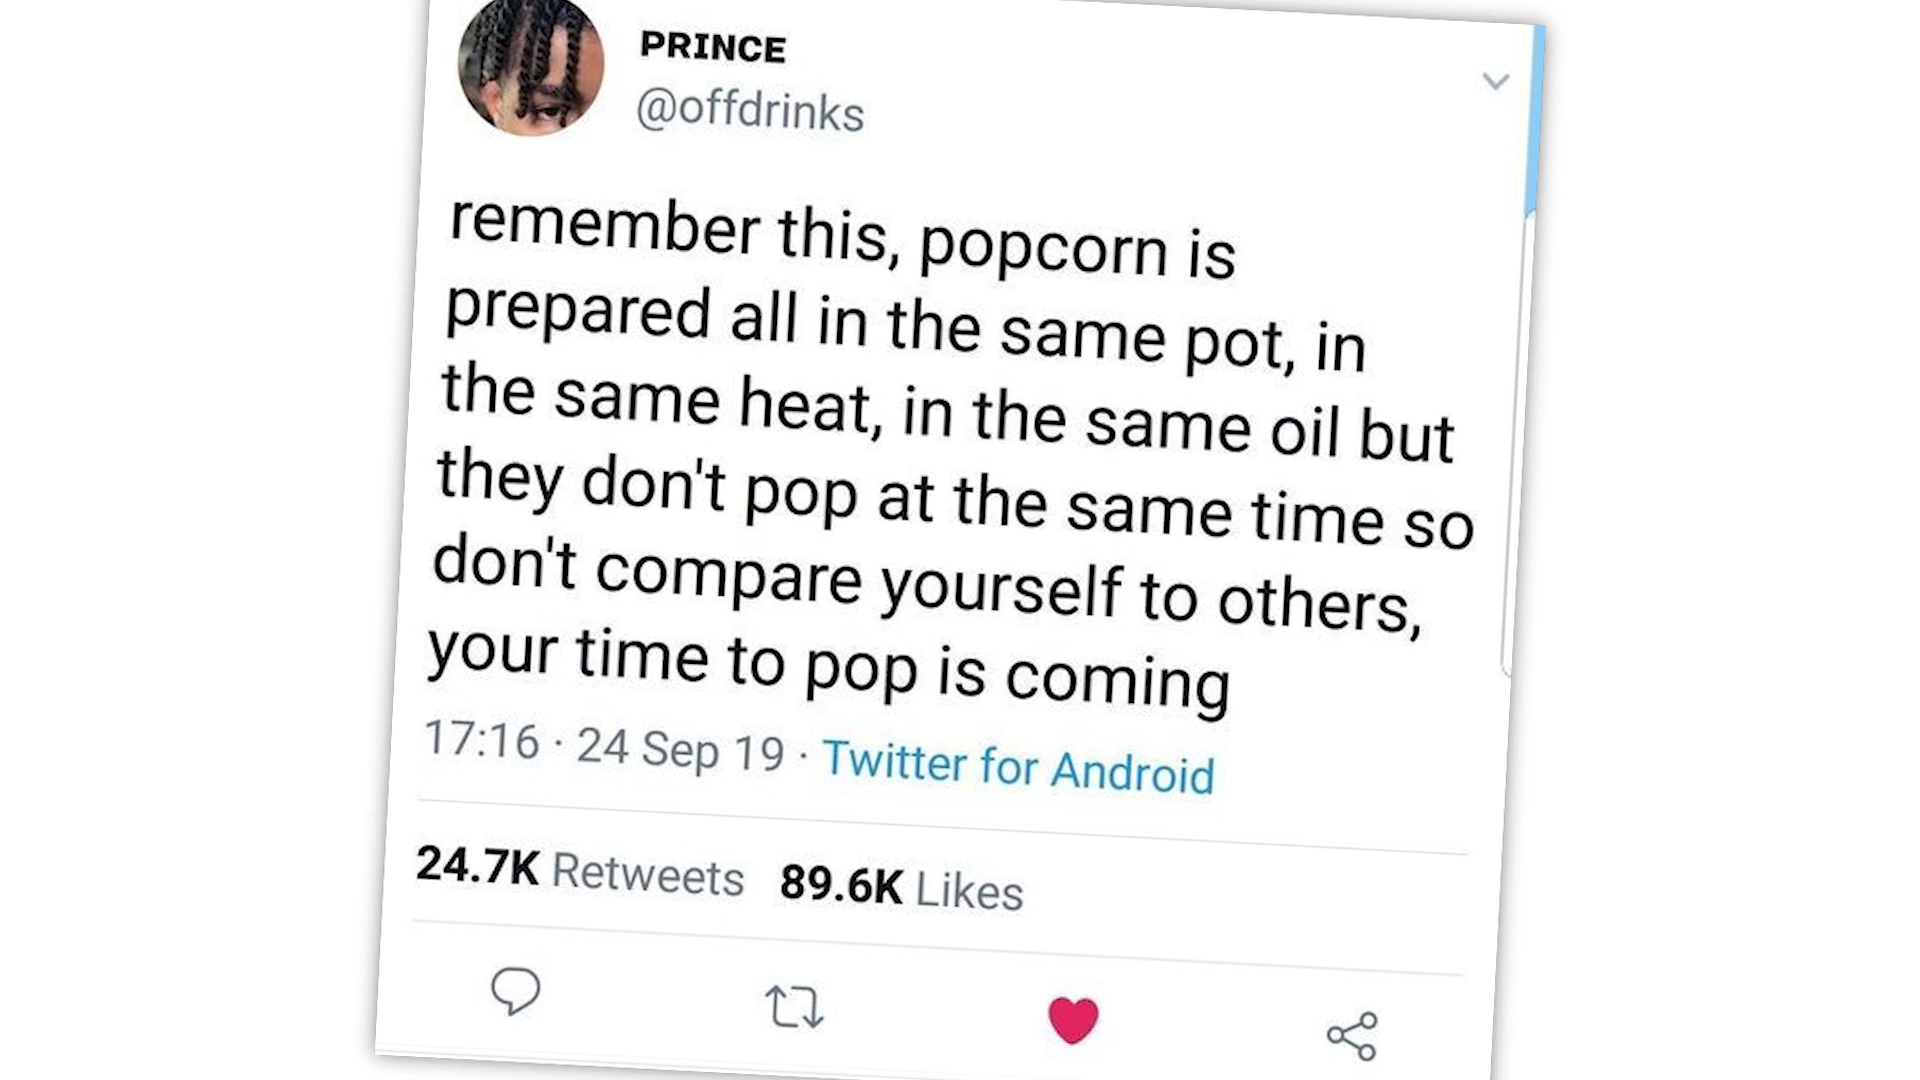 PRINCE
@offdrinks
remember this, popcorn is
prepared all in the same pot, in
the same heat, in the same oil but
they don't pop at the same time so
don't compare yourself to others,
your time to pop is coming
17:16 · 24 Sep 19 · Twitter for Android
24.7K Retweets 89.6K Likes